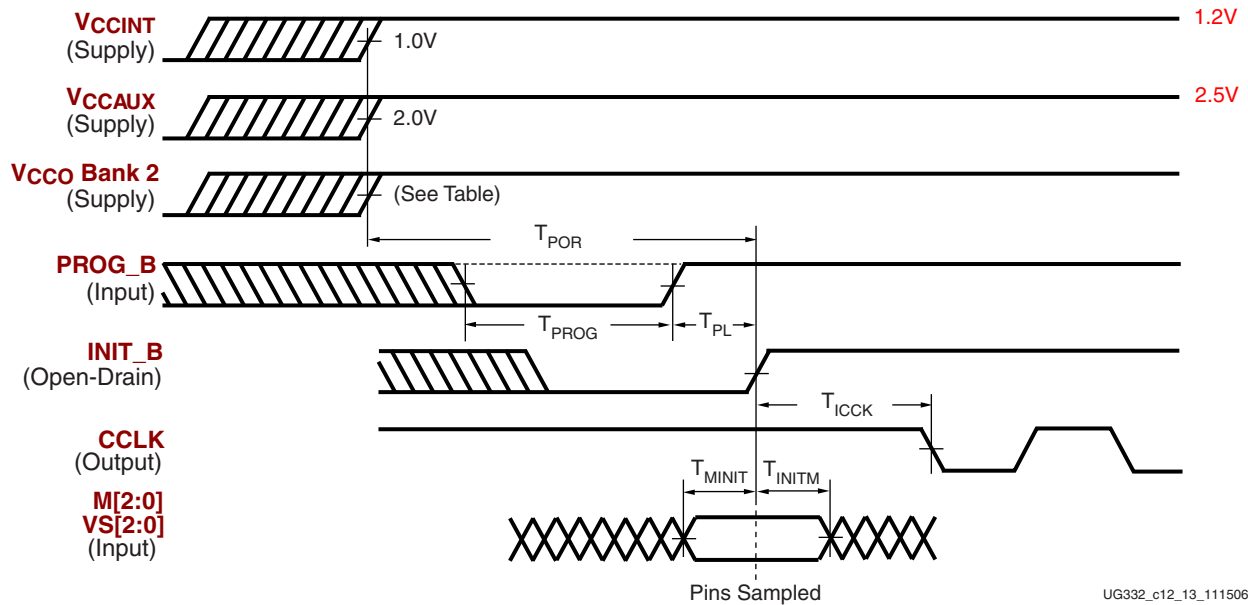 VCCINT
(Supply)
1.0V
1.2V
VCCAUX
(Supply)
2.0V
2.5V
VCCO Bank 2
(Supply)
(See Table)
TPOR
PROG_B
(Input)
TPROG
TPL
INIT_B
(Open-Drain)
TICCK
CCLK
(Output)
TMINIT
TINITM
M[2:0]
VS[2:0]
(Input)
Pins Sampled
UG332_c12_13_111506